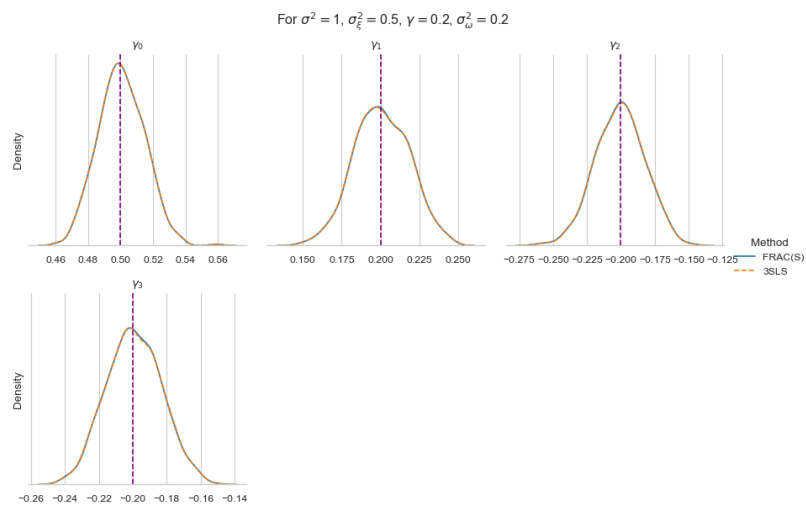 For σ² = 1, σ_ξ² = 0.5, γ = 0.2, σ_ω² = 0.2
γ₀
γ₁
γ₂
Density
0.46 0.48 0.50 0.52 0.54 0.56
0.150 0.175 0.200 0.225 0.250
−0.275 −0.250 −0.225 −0.200 −0.175 −0.150 −0.125
Method
FRAC(S)
3SLS
γ₃
Density
−0.26 −0.24 −0.22 −0.20 −0.18 −0.16 −0.14